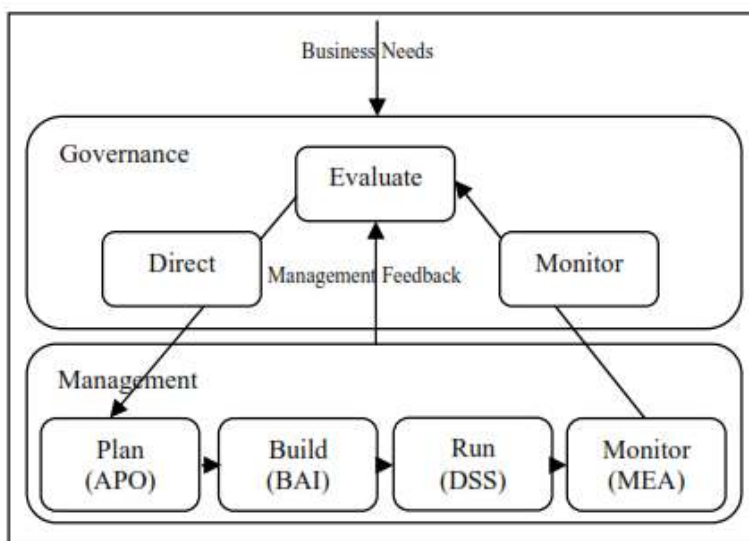 Business Needs
Governance
Evaluate
Direct
Management Feedback
Monitor
Management
Plan
(APO)
Build
(BAI)
Run
(DSS)
Monitor
(MEA)